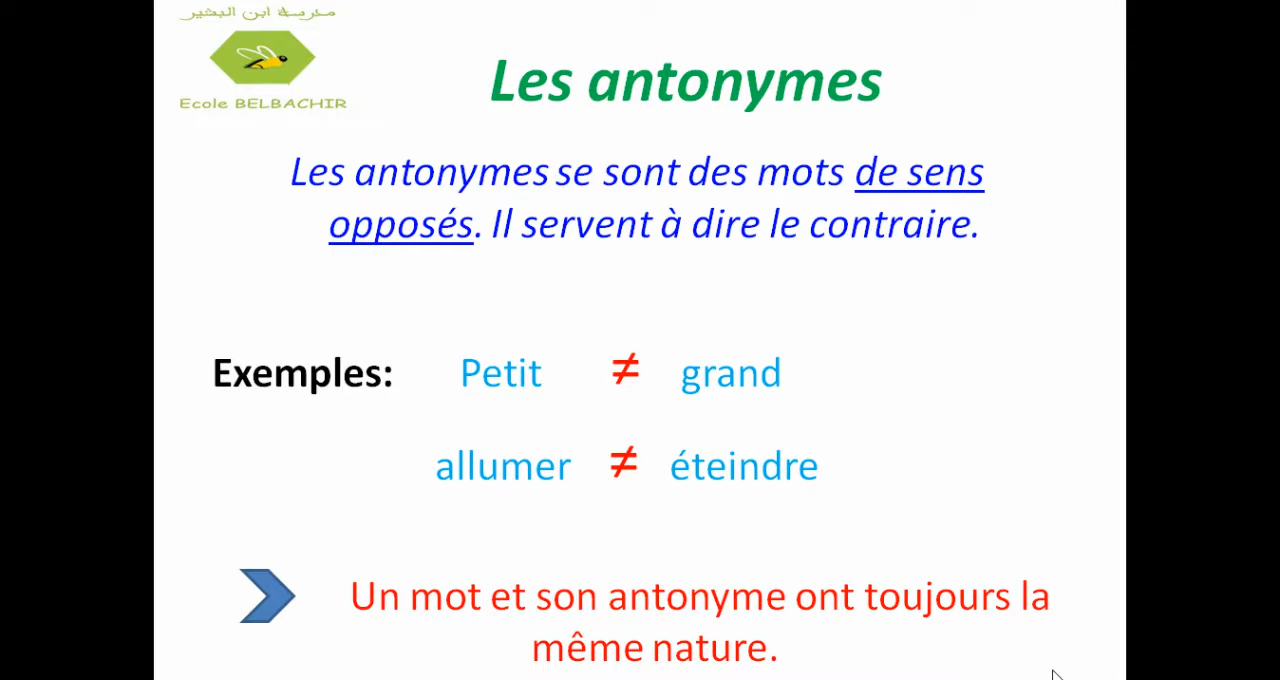 مدرسة ابن البشير
Ecole BELBACHIR
Les antonymes
Les antonymes se sont des mots de sens
opposés. Il servent à dire le contraire.
Exemples: Petit ≠ grand
allumer ≠ éteindre
Un mot et son antonyme ont toujours la
même nature.